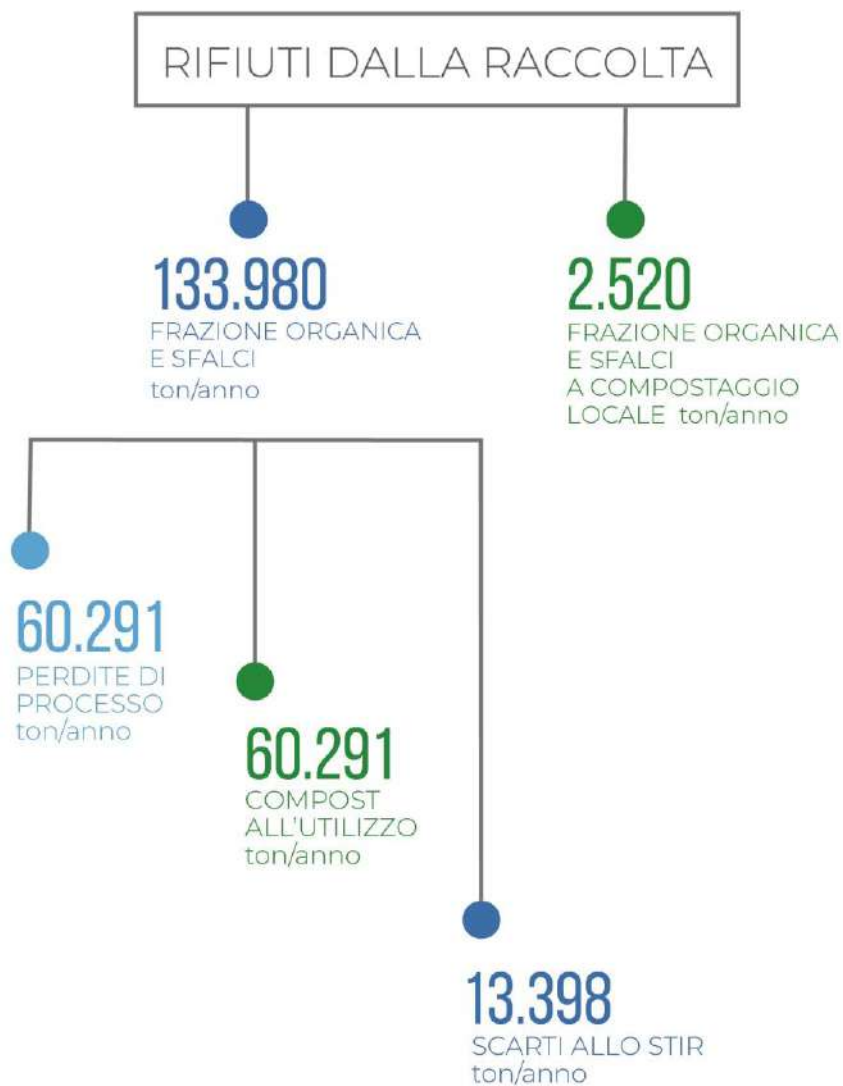 RIFIUTI DALLA RACCOLTA
133.980
FRAZIONE ORGANICA
E SFALCI
ton/anno
2.520
FRAZIONE ORGANICA
E SFALCI
A COMPOSTAGGIO
LOCALE ton/anno
60.291
PERDITE DI
PROCESSO
ton/anno
60.291
COMPOST
ALL'UTILIZZO
ton/anno
13.398
SCARTI ALLO STIR
ton/anno